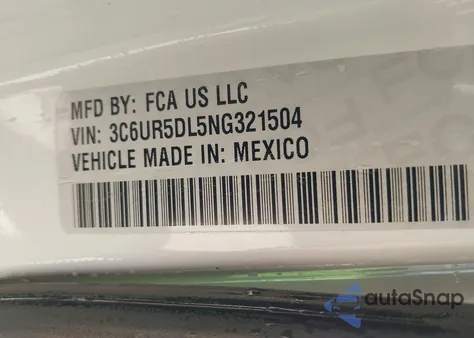 MFD BY: FCA US LLC
VIN: 3C6UR5DL5NG321504
VEHICLE MADE IN: MEXICO
autoSnap